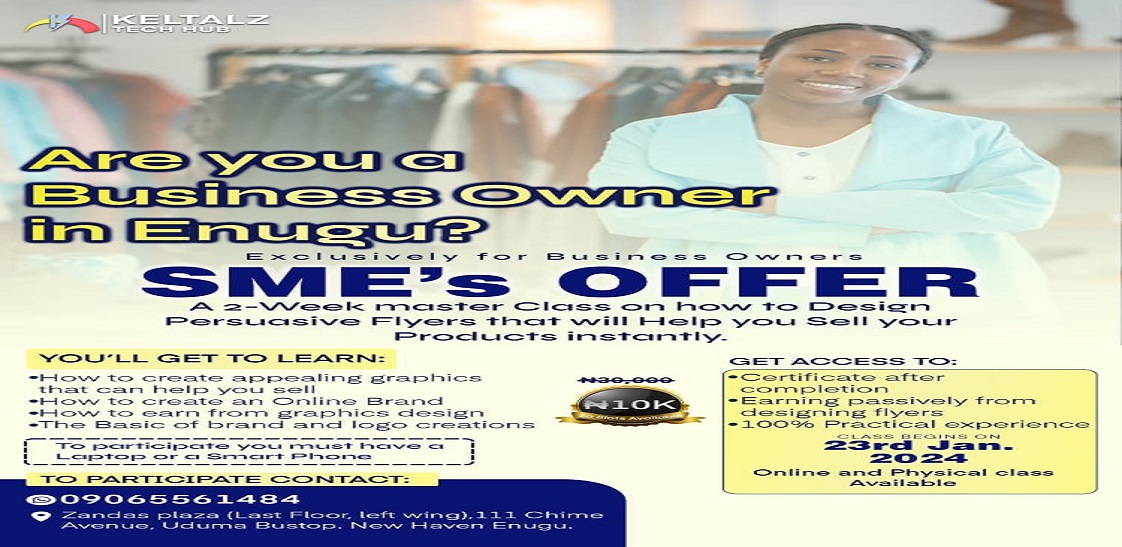 KELTALZ
TECH HUB
Are you a
Business Owner
in Enugu?
Exclusively for Business Owners
SME's OFFER
A 2-Week master Class on how to Design
Persuasive Flyers that will Help you Sell your
Products instantly.
YOU'LL GET TO LEARN:
•How to create appealing graphics
that can help you sell
•How to create an Online Brand
•How to earn from graphics design
•The Basic of brand and logo creations
To participate you must have a
Laptop or a Smart Phone
₦30,000
₦10K
Slots Available
GET ACCESS TO:
•Certificate after
completion
•Earning passively from
designing flyers
•100% Practical experience
CLASS BEGINS ON
23rd Jan.
2024
Online and Physical class
Available
TO PARTICIPATE CONTACT:
09065561484
Zandas plaza (Last Floor, left wing),111 Chime
Avenue, Uduma Bustop. New Haven Enugu.